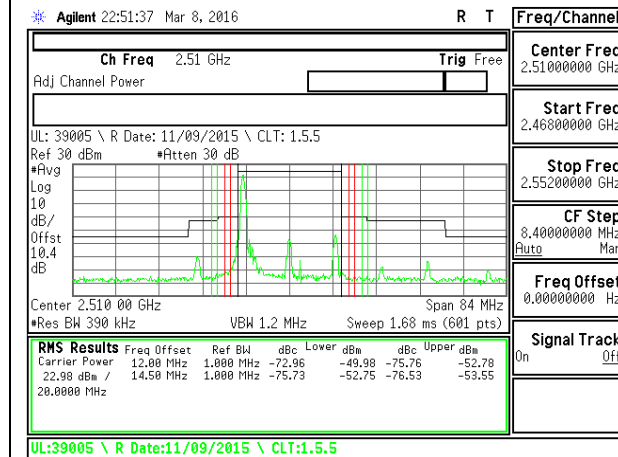 Agilent 22:51:37 Mar 8, 2016 R T
Freq/Channel
Ch Freq 2.51 GHz Trig Free
Adj Channel Power
Center Freq
2.51000000 GHz
Start Freq
2.46800000 GHz
Stop Freq
2.55200000 GHz
CF Step
8.40000000 MHz
Auto Man
Freq Offset
0.00000000 Hz
Signal Track
On Off
UL: 39005 \ R Date: 11/09/2015 \ CLT: 1.5.5
Ref 30 dBm #Atten 30 dB
#Avg
Log
10
dB/
Offst
10.4
dB
Center 2.510 00 GHz Span 84 MHz
#Res BW 390 kHz VBW 1.2 MHz Sweep 1.68 ms (601 pts)
RMS Results Freq Offset Ref BW dBc Lower dBm dBc Upper dBm
Carrier Power 12.00 MHz 1.000 MHz -72.96 -49.98 -75.76 -52.78
22.98 dBm / 14.50 MHz 1.000 MHz -75.73 -52.75 -76.53 -53.55
20.0000 MHz
UL:39005 \ R Date:11/09/2015 \ CLT:1.5.5